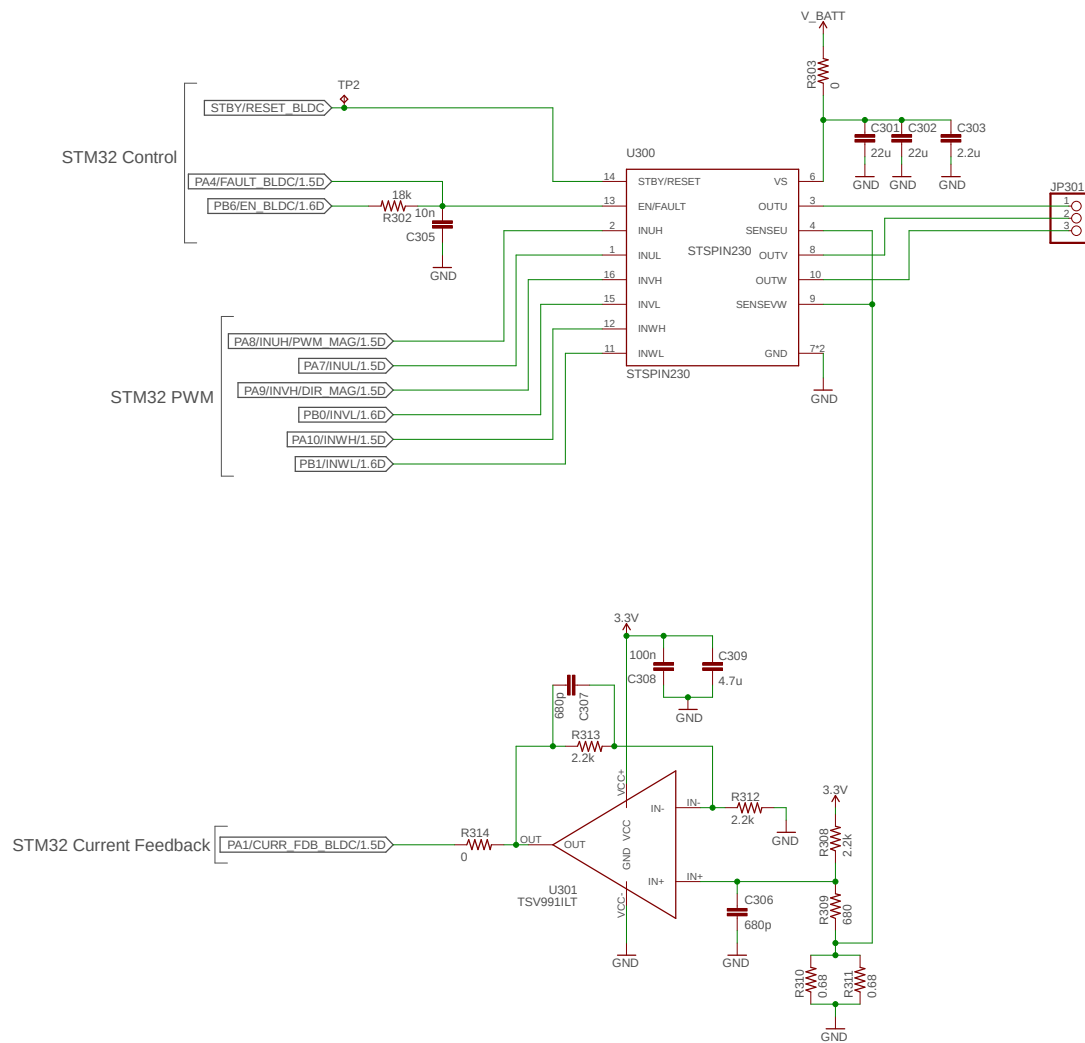 V_BATT
R303
0
TP2
STBY/RESET_BLDC
STM32 Control
C301
22u
C302
22u
C303
2.2u
GND
GND
GND
U300
PA4/FAULT_BLDC/1.5D
PB6/EN_BLDC/1.6D
18k
R302
10n
C305
GND
14 STBY/RESET VS 6
13 EN/FAULT OUTU 3
2 INUH SENSEU 4
STSPIN230
1 INUL OUTV 8
16 INVH OUTW 10
15 INVL SENSEVW 9
12 INWH
11 INWL GND 7*2
STSPIN230
GND
JP301
1
2
3
STM32 PWM
PA8/INUH/PWM_MAG/1.5D
PA7/INUL/1.5D
PA9/INVH/DIR_MAG/1.5D
PB0/INVL/1.6D
PA10/INWH/1.5D
PB1/INWL/1.6D
3.3V
100n
C308
C309
4.7u
GND
680p
C307
R313
2.2k
VCC+
IN- IN-
R312
2.2k
GND
3.3V
R308
2.2k
STM32 Current Feedback
PA1/CURR_FDB_BLDC/1.5D
R314
0
OUT OUT
GND VCC
IN+ IN+
U301
TSV991ILT
VCC-
GND
C306
680p
GND
R309
680
R310
0.68
R311
0.68
GND